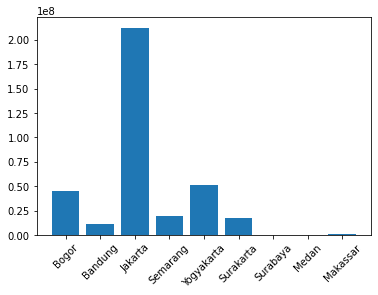 1e8
2.00
1.75
1.50
1.25
1.00
0.75
0.50
0.25
0.00
Bogor
Bandung
Jakarta
Semarang
Yogyakarta
Surakarta
Surabaya
Medan
Makassar